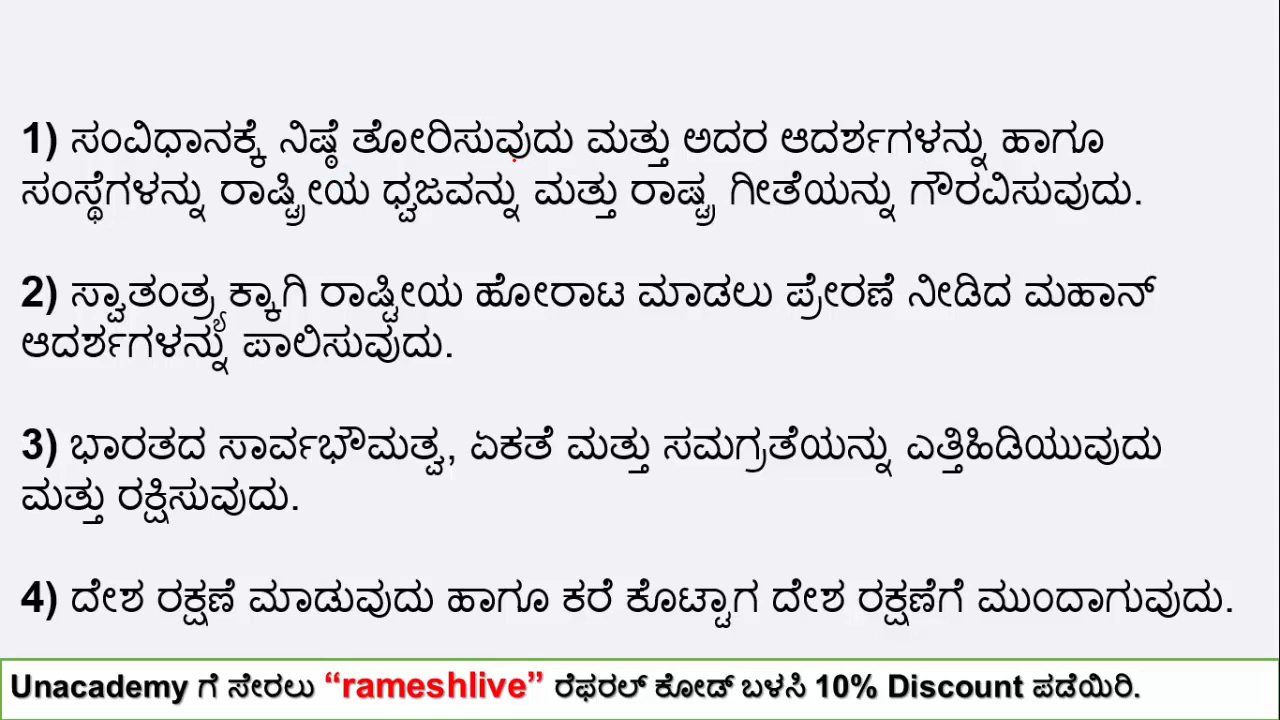 1) ಸಂವಿಧಾನಕ್ಕೆ ನಿಷ್ಠೆ ತೋರಿಸುವುದು ಮತ್ತು ಅದರ ಆದರ್ಶಗಳನ್ನು ಹಾಗೂ
ಸಂಸ್ಥೆಗಳನ್ನು ರಾಷ್ಟ್ರೀಯ ಧ್ವಜವನ್ನು ಮತ್ತು ರಾಷ್ಟ್ರ ಗೀತೆಯನ್ನು ಗೌರವಿಸುವುದು.
2) ಸ್ವಾತಂತ್ರ್ಯಕ್ಕಾಗಿ ರಾಷ್ಟೀಯ ಹೋರಾಟ ಮಾಡಲು ಪ್ರೇರಣೆ ನೀಡಿದ ಮಹಾನ್
ಆದರ್ಶಗಳನ್ನು ಪಾಲಿಸುವುದು.
3) ಭಾರತದ ಸಾರ್ವಭೌಮತ್ವ, ಏಕತೆ ಮತ್ತು ಸಮಗ್ರತೆಯನ್ನು ಎತ್ತಿಹಿಡಿಯುವುದು
ಮತ್ತು ರಕ್ಷಿಸುವುದು.
4) ದೇಶ ರಕ್ಷಣೆ ಮಾಡುವುದು ಹಾಗೂ ಕರೆ ಕೊಟ್ಟಾಗ ದೇಶ ರಕ್ಷಣೆಗೆ ಮುಂದಾಗುವುದು.
Unacademy ಗೆ ಸೇರಲು “rameshlive” ರೆಫರಲ್ ಕೋಡ್ ಬಳಸಿ 10% Discount ಪಡೆಯಿರಿ.